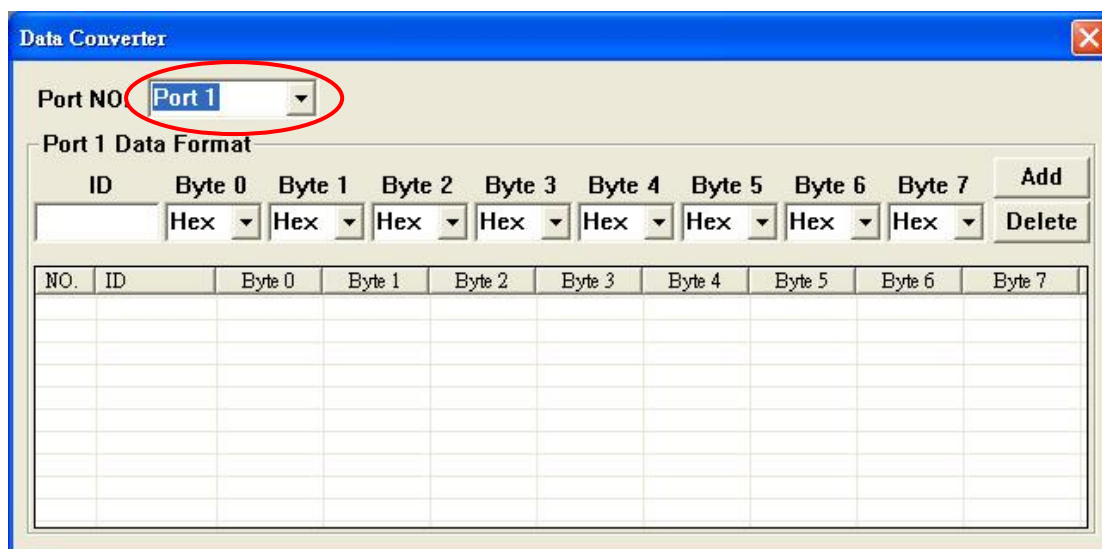 Data Converter
Port NO. Port 1
Port 1 Data Format
ID Byte 0 Byte 1 Byte 2 Byte 3 Byte 4 Byte 5 Byte 6 Byte 7 Add
Hex Hex Hex Hex Hex Hex Hex Hex Delete
NO. ID Byte 0 Byte 1 Byte 2 Byte 3 Byte 4 Byte 5 Byte 6 Byte 7